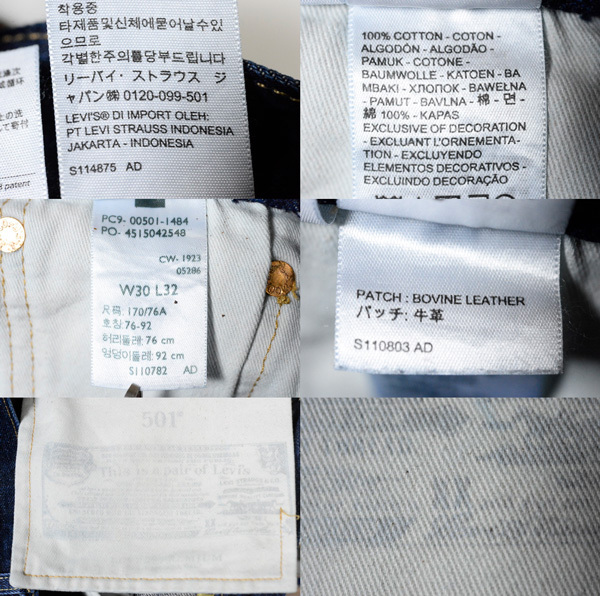 착용중
타제품및신체에묻어날수있
으므로
각별한주의를당부드립니다
リーバイ・ストラウス ジ
ャパン㈱ 0120-099-501
LEVI'S® DI IMPORT OLEH:
PT LEVI STRAUSS INDONESIA
JAKARTA - INDONESIA
S114875 AD
patent
100% COTTON - COTON -
ALGODÓN - ALGODÃO -
PAMUK - COTONE -
BAUMWOLLE - KATOEN - BA
MBAKI - ХЛОПОК - BAWEŁNA
- PAMUT - BAVLNA - 棉 - 면 -
綿 100% - KAPAS
EXCLUSIVE OF DECORATION
- EXCLUANT L'ORNEMENTA-
TION - EXCLUYENDO
ELEMENTOS DECORATIVOS -
EXCLUINDO DECORAÇÃO
PC9- 00501-1484
PO- 4515042548
CW- 1923
05286
W30 L32
尺碼: 170/76A
호칭: 76-92
허리둘레: 76 cm
엉덩이둘레: 92 cm
S110782 AD
PATCH : BOVINE LEATHER
パッチ: 牛革
S110803 AD
501®
This is a pair of Levi's